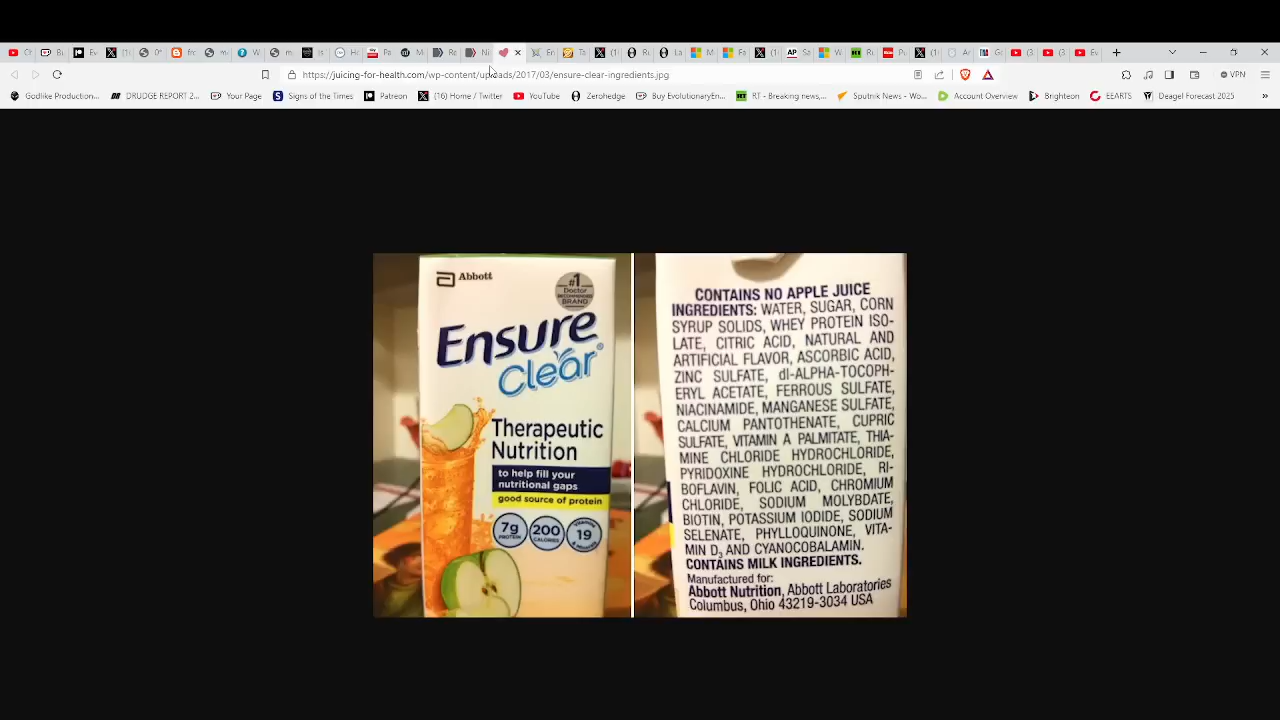 https://juicing-for-health.com/wp-content/uploads/2017/03/ensure-clear-ingredients.jpg
VPN
Godlike Producti...
DRUDGE REPORT 2...
Your Page
Signs of the Times
Patreon
(16) Home / Twitter
YouTube
Zerohedge
Buy EvolutionaryEn...
RT - Breaking news,...
Sputnik News - Wo...
Account Overview
Brighteon
EEARTS
Deagel Forecast 2025
Abbott
#1
Doctor
RECOMMENDED
BRAND
Ensure
Clear
Therapeutic
Nutrition
to help fill your
nutritional gaps
good source of protein
7g
PROTEIN
200
CALORIES
19
CONTAINS NO APPLE JUICE
INGREDIENTS: WATER, SUGAR, CORN
SYRUP SOLIDS, WHEY PROTEIN ISO-
LATE, CITRIC ACID, NATURAL AND
ARTIFICIAL FLAVOR, ASCORBIC ACID,
ZINC SULFATE, dl-ALPHA-TOCOPH-
ERYL ACETATE, FERROUS SULFATE,
NIACINAMIDE, MANGANESE SULFATE,
CALCIUM PANTOTHENATE, CUPRIC
SULFATE, VITAMIN A PALMITATE, THIA-
MINE CHLORIDE HYDROCHLORIDE,
PYRIDOXINE HYDROCHLORIDE, RI-
BOFLAVIN, FOLIC ACID, CHROMIUM
CHLORIDE, SODIUM MOLYBDATE,
BIOTIN, POTASSIUM IODIDE, SODIUM
SELENATE, PHYLLOQUINONE, VITA-
MIN D3 AND CYANOCOBALAMIN.
CONTAINS MILK INGREDIENTS.
Manufactured for:
Abbott Nutrition, Abbott Laboratories
Columbus, Ohio 43219-3034 USA